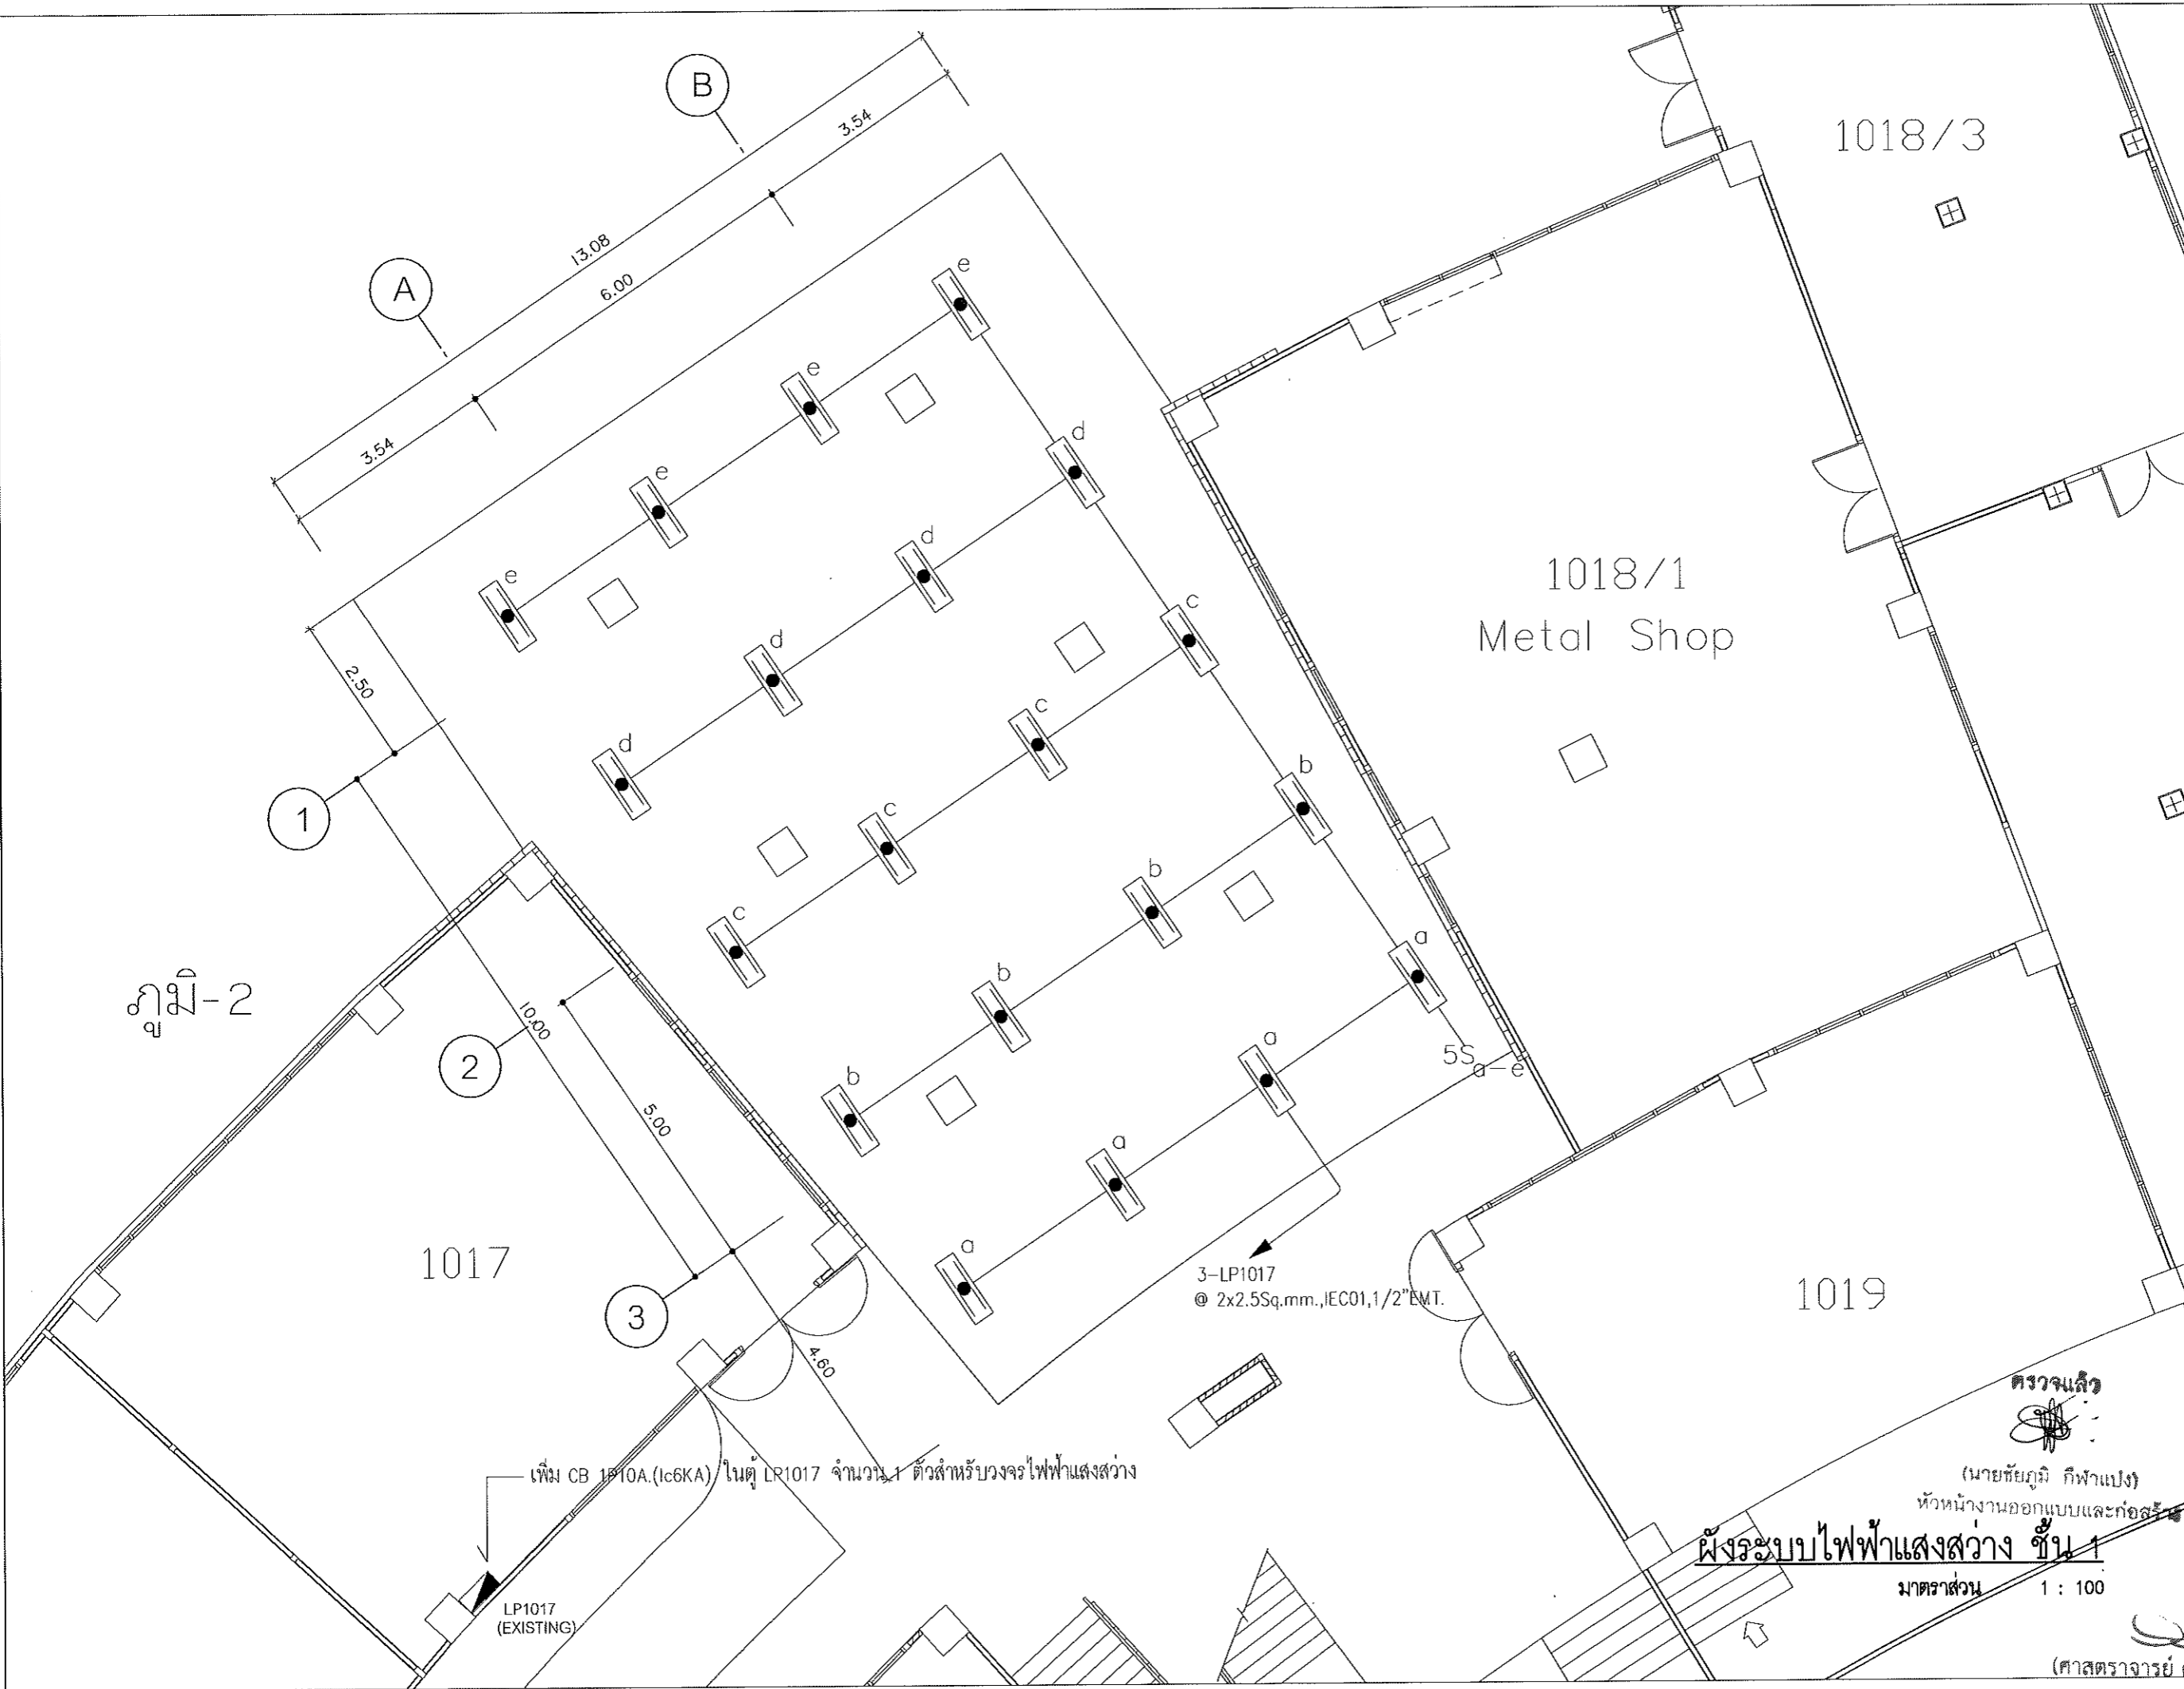 B
3.54
1018/3
13.08
6.00
A
3.54
e
e
e
e
d
d
d
d
c
c
c
c
b
b
b
b
a
a
a
a
1018/1
Metal Shop
2.50
1
ภูมิ-2
10.00
2
5.00
5S a-e
1017
3
4.60
3-LP1017
@ 2x2.5Sq.mm.,IEC01,1/2"EMT.
1019
ตรวจแล้ว
(นายชัยภูมิ กีฬาแปง)
หัวหน้างานออกแบบและก่อสร้าง
เพิ่ม CB 1P10A.(Ic6KA) ในตู้ LP1017 จำนวน 1 ตัวสำหรับวงจรไฟฟ้าแสงสว่าง
ผังระบบไฟฟ้าแสงสว่าง ชั้น 1
มาตราส่วน 1 : 100
LP1017
(EXISTING)
(ศาสตราจารย์